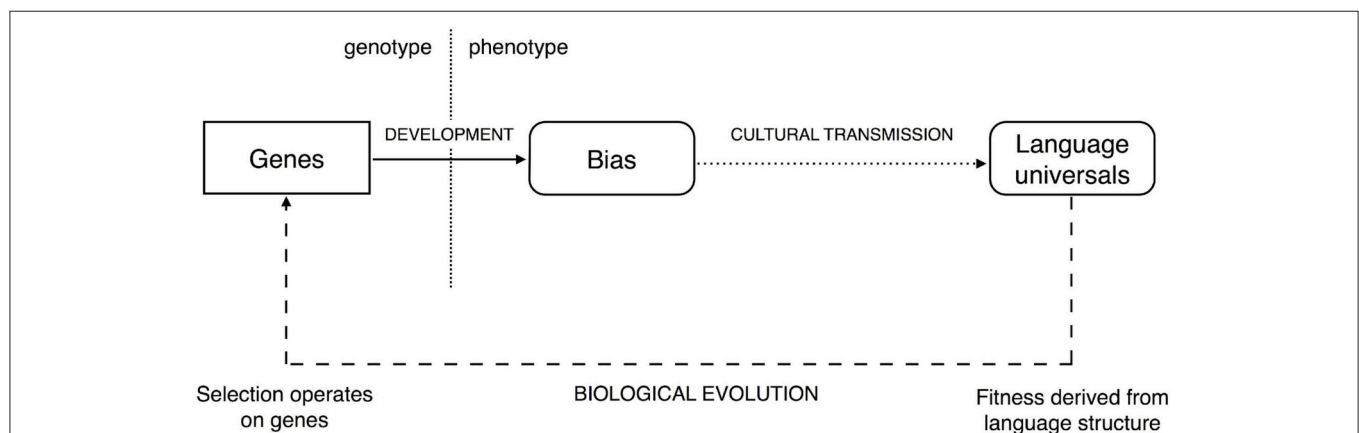 genotype phenotype
DEVELOPMENT CULTURAL TRANSMISSION
Genes Bias Language
universals
Selection operates BIOLOGICAL EVOLUTION Fitness derived from
on genes language structure